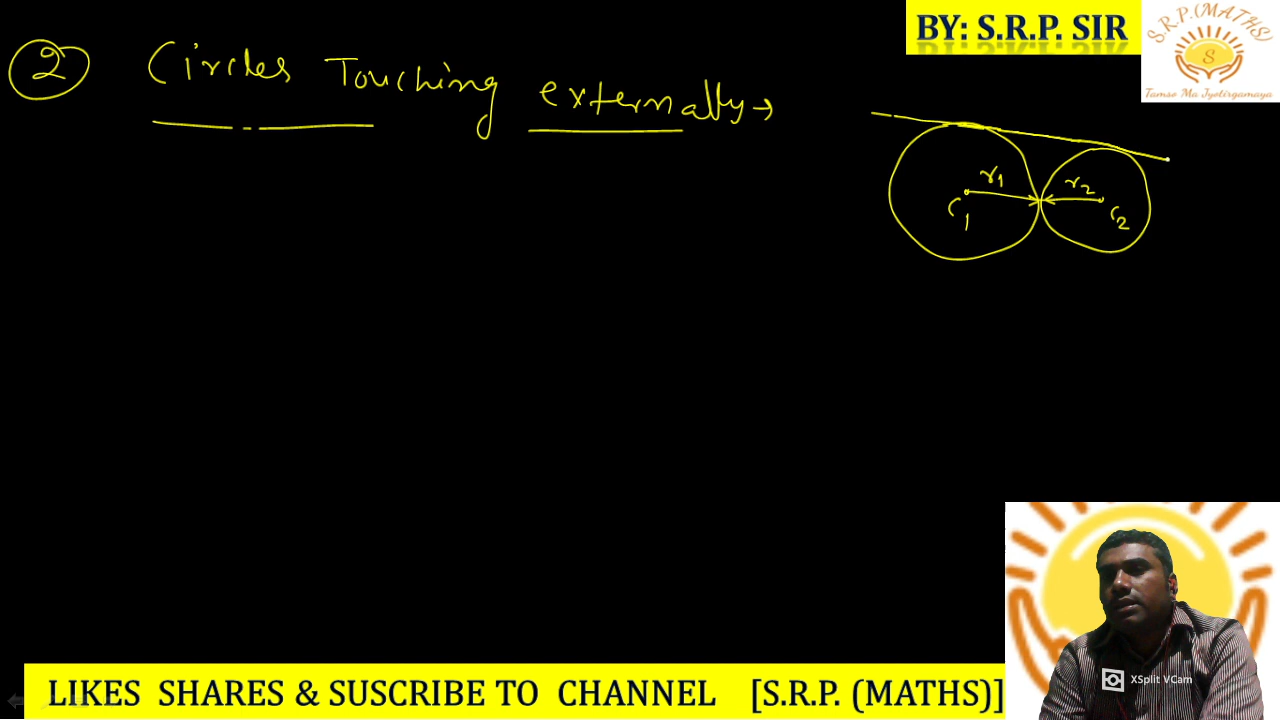 BY: S.R.P. SIR
S.R.P.(MATHS)
S
Tamso Ma Jyotirgamaya
2 Circles Touching externally →
r1 r2
C1 C2
XSplit VCam
LIKES SHARES & SUSCRIBE TO CHANNEL [S.R.P. (MATHS)]